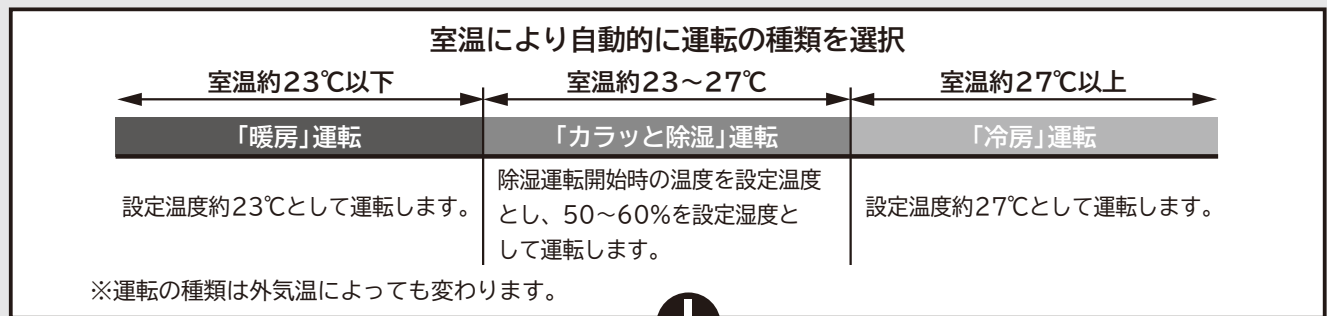 室温により自動的に運転の種類を選択
室温約23℃以下
室温約23～27℃
室温約27℃以上
「暖房」運転
「カラッと除湿」運転
「冷房」運転
設定温度約23℃として運転します。
除湿運転開始時の温度を設定温度
とし、50～60%を設定湿度と
して運転します。
設定温度約27℃として運転します。
※運転の種類は外気温によっても変わります。